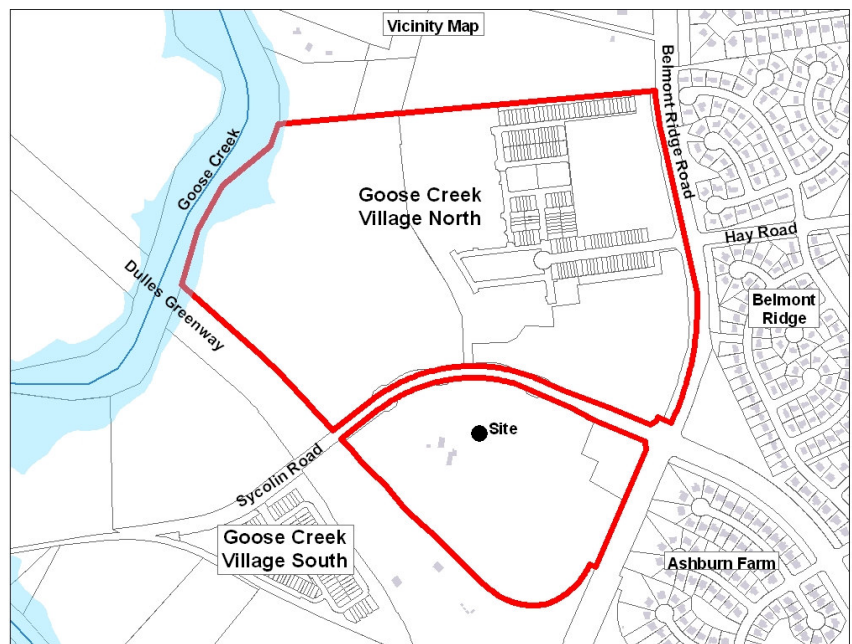 Vicinity Map
Belmont Ridge Road
Goose Creek
Goose Creek
Village North
Hay Road
Dulles Greenway
Belmont
Ridge
Site
Sycolin Road
Goose Creek
Village South
Ashburn Farm